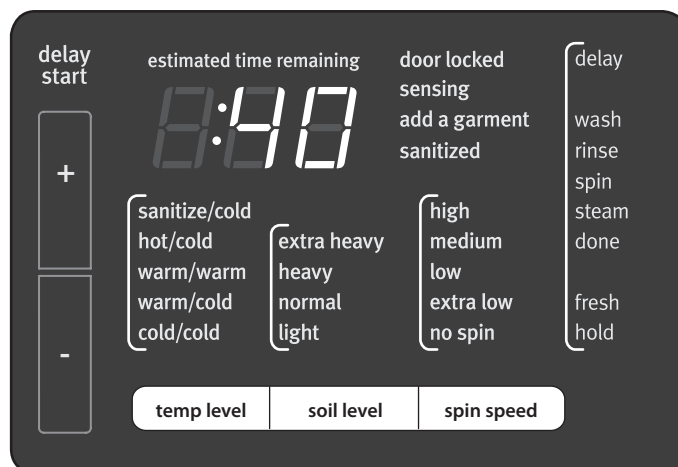 delay
start
+
-
estimated time remaining
:40
door locked
sensing
add a garment
sanitized
delay
wash
rinse
spin
steam
done
fresh
hold
sanitize/cold
hot/cold
warm/warm
warm/cold
cold/cold
extra heavy
heavy
normal
light
high
medium
low
extra low
no spin
temp level
soil level
spin speed